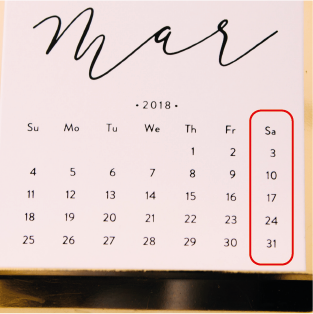 Mar
• 2018 •
Su Mo Tu We Th Fr Sa
1 2 3
4 5 6 7 8 9 10
11 12 13 14 15 16 17
18 19 20 21 22 23 24
25 26 27 28 29 30 31